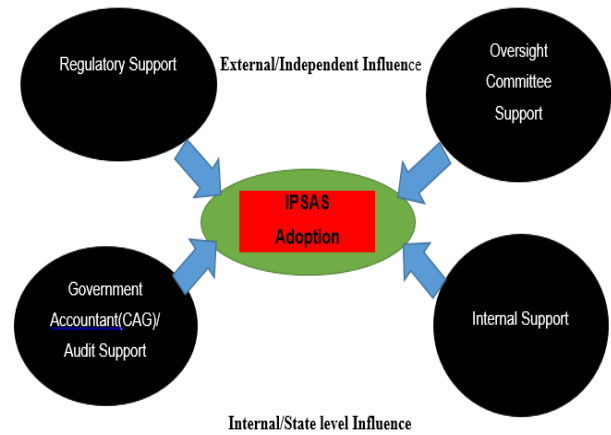 Regulatory Support
External/Independent Influence
Oversight
Committee
Support
IPSAS
Adoption
Government
Accountant(CAG)/
Audit Support
Internal Support
Internal/State level Influence